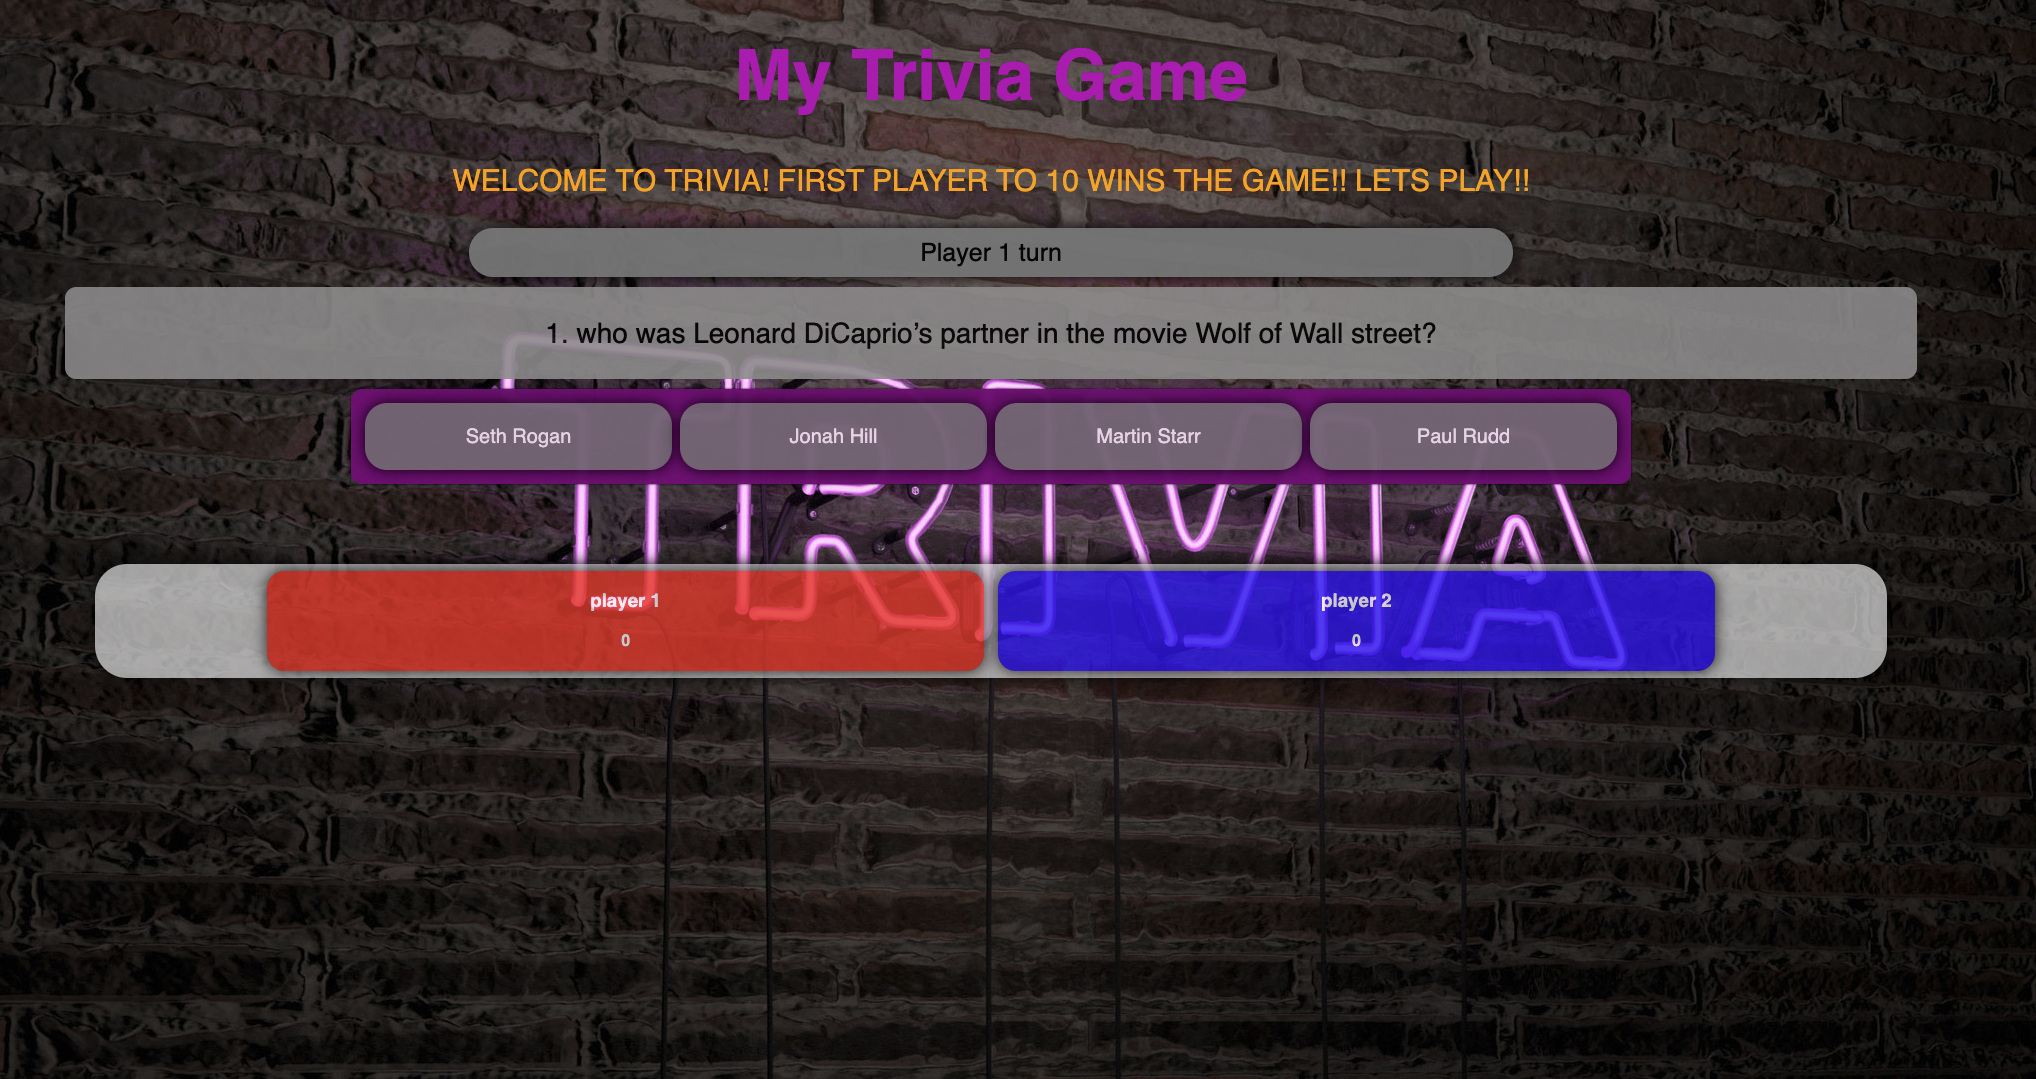 My Trivia Game
WELCOME TO TRIVIA! FIRST PLAYER TO 10 WINS THE GAME!! LETS PLAY!!
Player 1 turn
1. who was Leonard DiCaprio’s partner in the movie Wolf of Wall street?
Seth Rogan
Jonah Hill
Martin Starr
Paul Rudd
TRIVIA
player 1
player 2
0
0